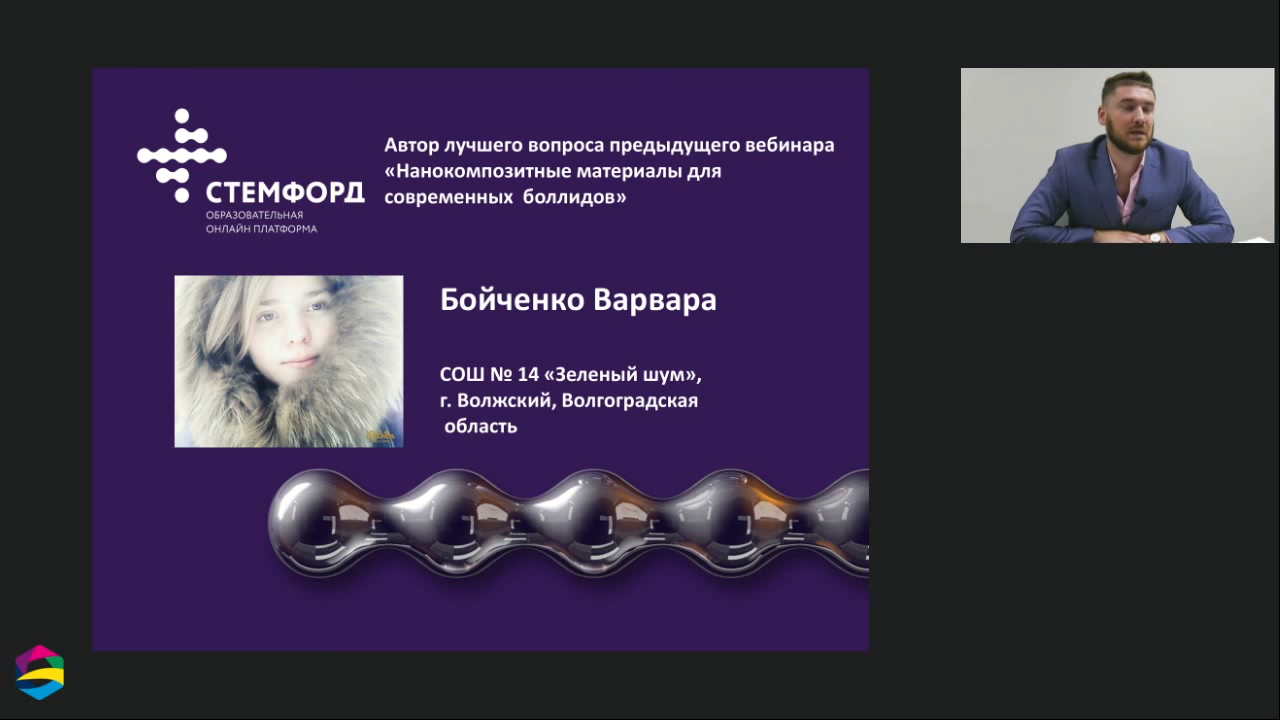 СТЕМФОРД
ОБРАЗОВАТЕЛЬНАЯ
ОНЛАЙН ПЛАТФОРМА
Автор лучшего вопроса предыдущего вебинара
«Нанокомпозитные материалы для
современных боллидов»
Бойченко Варвара
СОШ № 14 «Зеленый шум»,
г. Волжский, Волгоградская
область